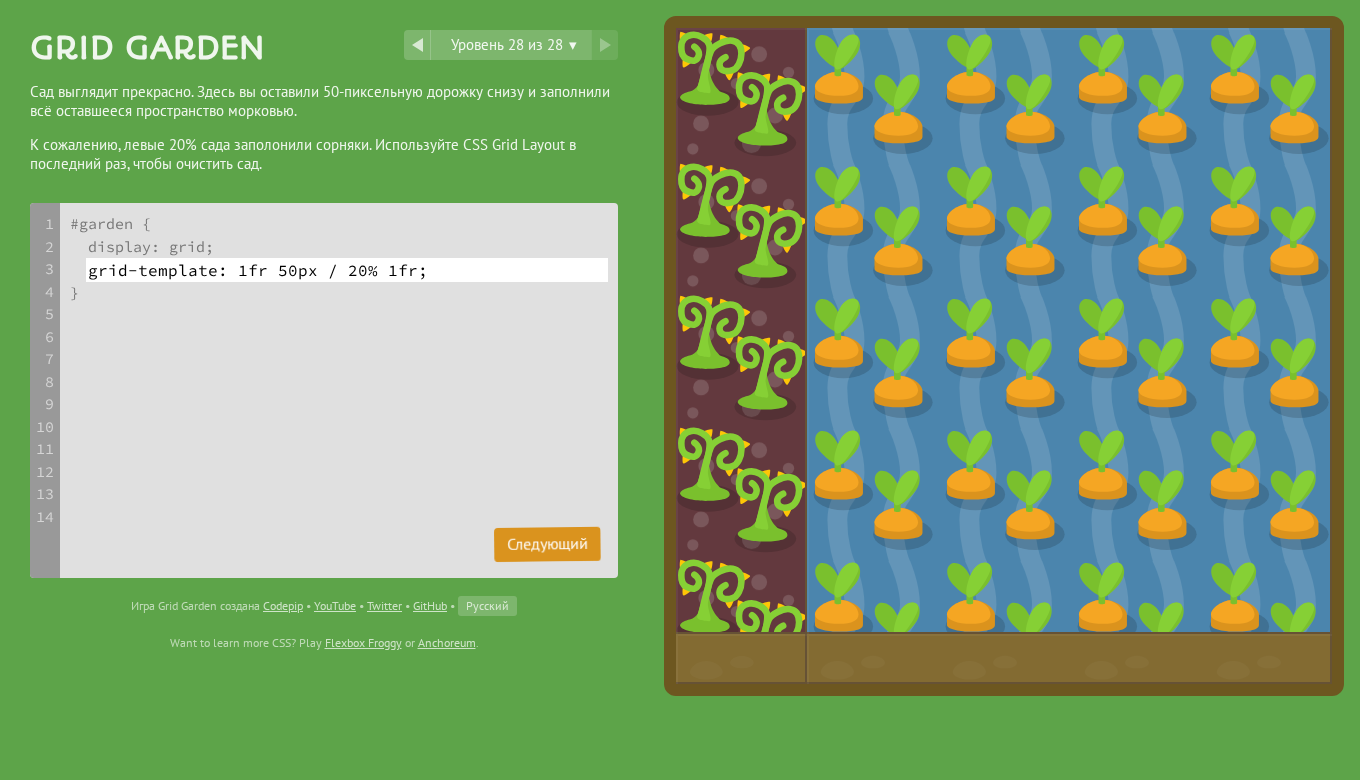 GRID GARDEN
Уровень 28 из 28 ▾
Сад выглядит прекрасно. Здесь вы оставили 50-пиксельную дорожку снизу и заполнили
всё оставшееся пространство морковью.
К сожалению, левые 20% сада заполонили сорняки. Используйте CSS Grid Layout в
последний раз, чтобы очистить сад.
1 #garden {
2 display: grid;
3 grid-template: 1fr 50px / 20% 1fr;
4 }
5
6
7
8
9
10
11
12
13
14
Следующий
Игра Grid Garden создана Codepip • YouTube • Twitter • GitHub • Русский
Want to learn more CSS? Play Flexbox Froggy or Anchoreum.